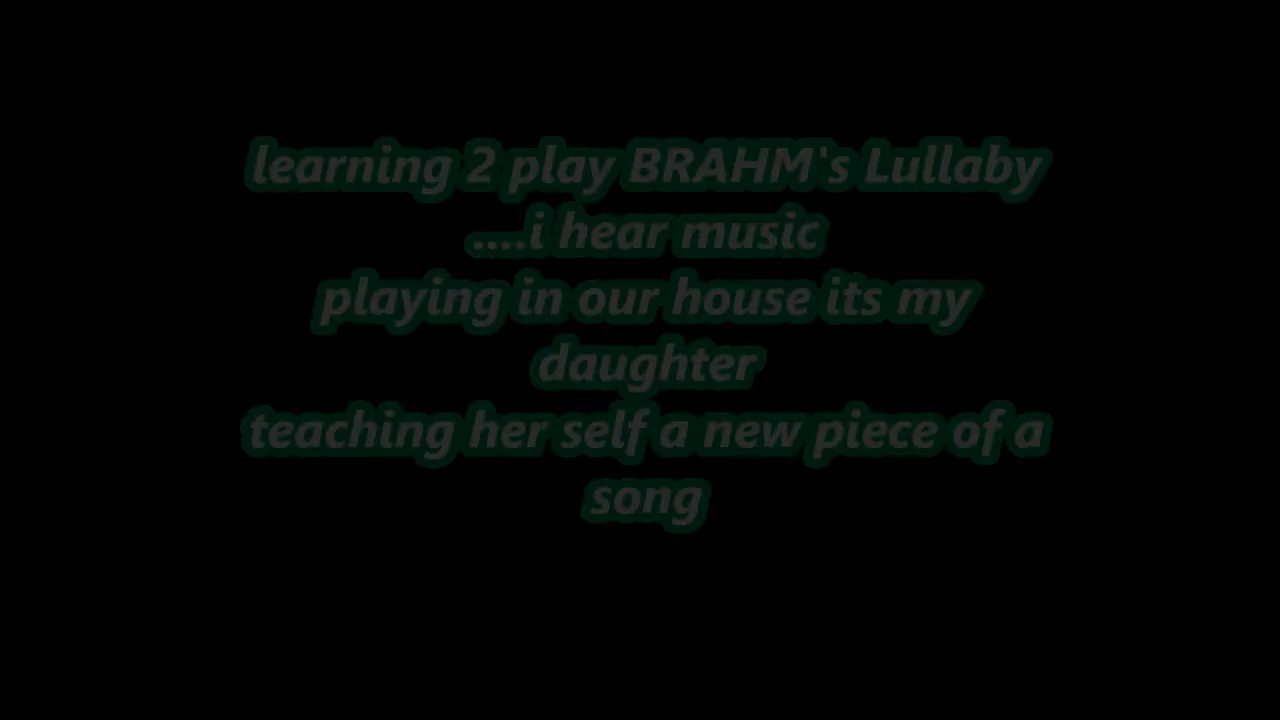 learning 2 play BRAHM's Lullaby
....i hear music
playing in our house its my
daughter
teaching her self a new piece of a
song